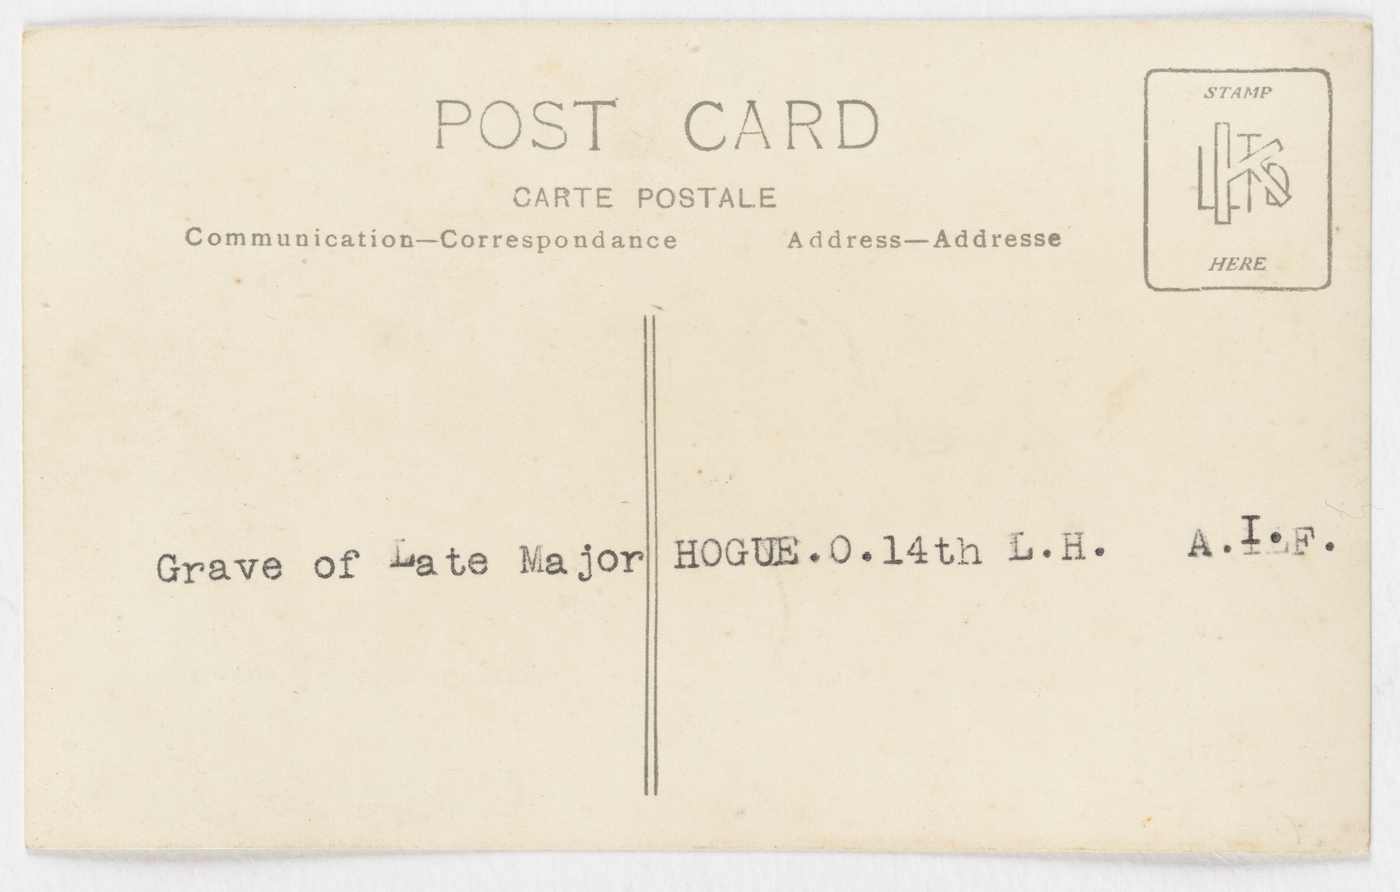 POST CARD
STAMP
CARTE POSTALE
Communication—Correspondance
Address—Addresse
HERE
Grave of Late Major HOGUE.O.14th L.H. A.I.F.